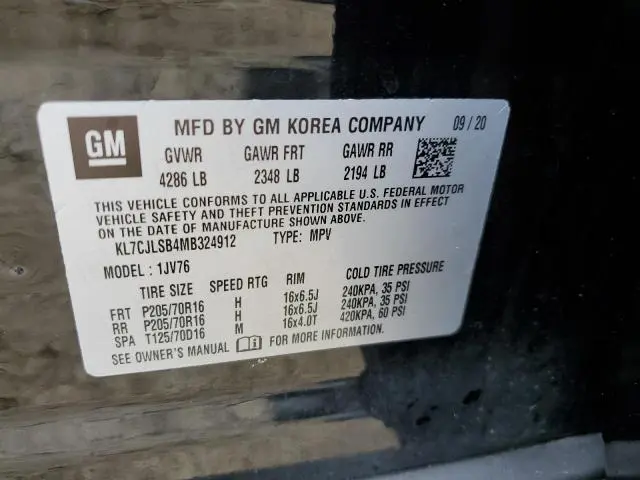 GM MFD BY GM KOREA COMPANY 09/20
GVWR GAWR FRT GAWR RR
4286 LB 2348 LB 2194 LB
THIS VEHICLE CONFORMS TO ALL APPLICABLE U.S. FEDERAL MOTOR
VEHICLE SAFETY AND THEFT PREVENTION STANDARDS IN EFFECT
ON THE DATE OF MANUFACTURE SHOWN ABOVE.
KL7CJLSB4MB324912 TYPE: MPV
MODEL : 1JV76
TIRE SIZE SPEED RTG RIM COLD TIRE PRESSURE
FRT P205/70R16 H 16x6.5J 240KPA, 35 PSI
RR P205/70R16 H 16x6.5J 240KPA, 35 PSI
SPA T125/70D16 M 16x4.0T 420KPA, 60 PSI
SEE OWNER'S MANUAL FOR MORE INFORMATION.